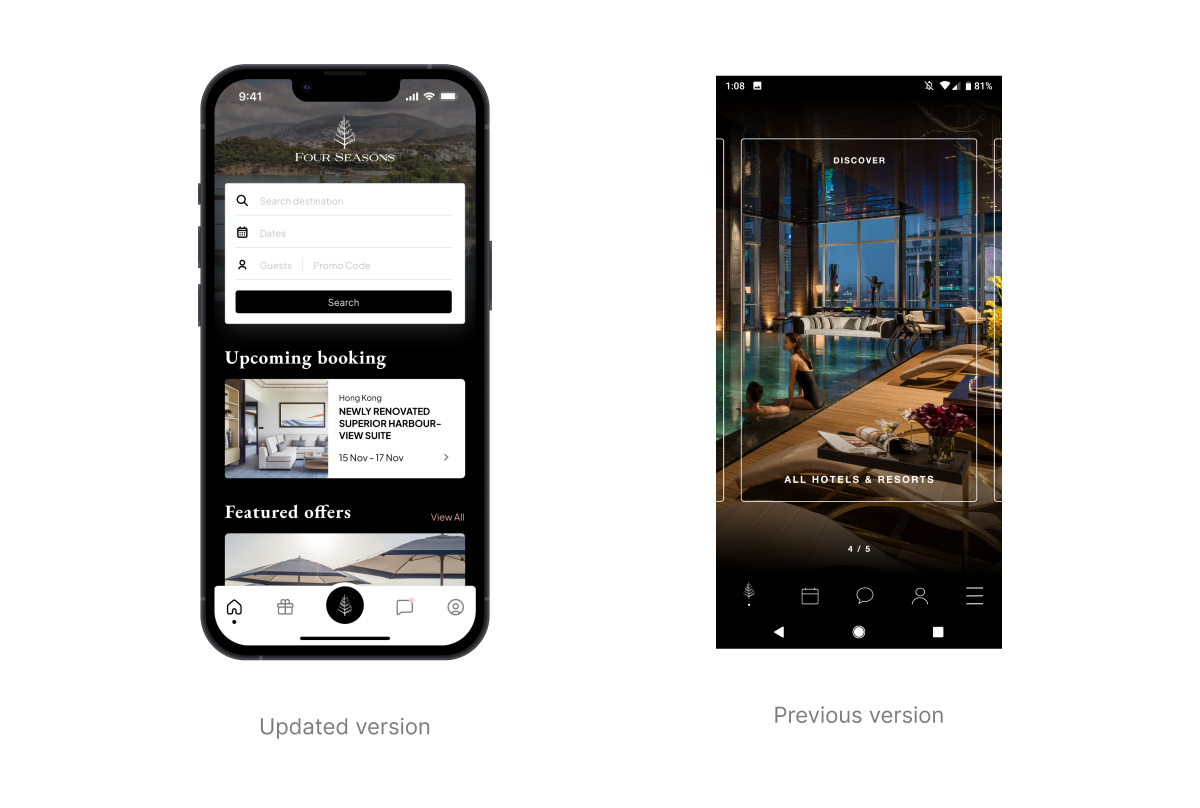 9:41
FOUR SEASONS
Search destination
Dates
Guests Promo Code
Search
Upcoming booking
Hong Kong
NEWLY RENOVATED
SUPERIOR HARBOUR-
VIEW SUITE
15 Nov - 17 Nov
Featured offers
View All
Updated version
1:08 81%
DISCOVER
ALL HOTELS & RESORTS
4 / 5
Previous version